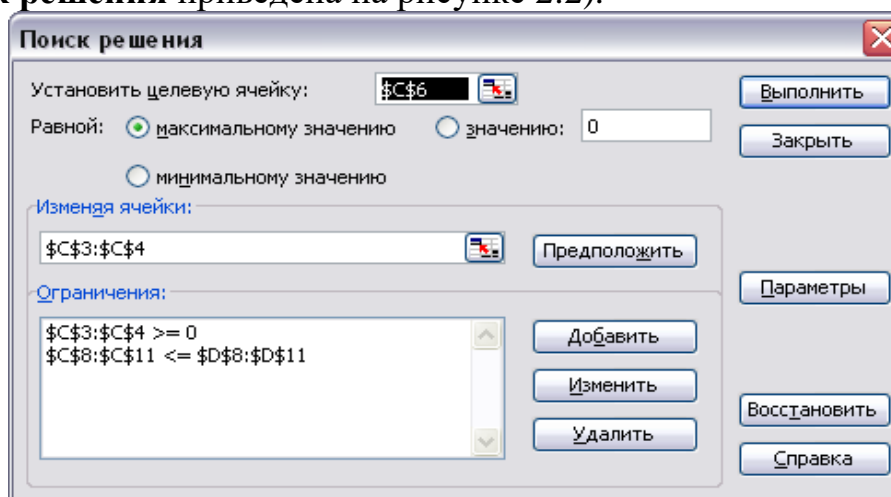 к решения приведена на рисунке 2.2).
Поиск решения
Установить целевую ячейку: $C$6 Выполнить
Равной: максимальному значению значению: 0 Закрыть
минимальному значению
Изменяя ячейки:
$C$3:$C$4 Предположить
Ограничения: Параметры
$C$3:$C$4 >= 0 Добавить
$C$8:$C$11 <= $D$8:$D$11
Изменить
Восстановить
Удалить
Справка